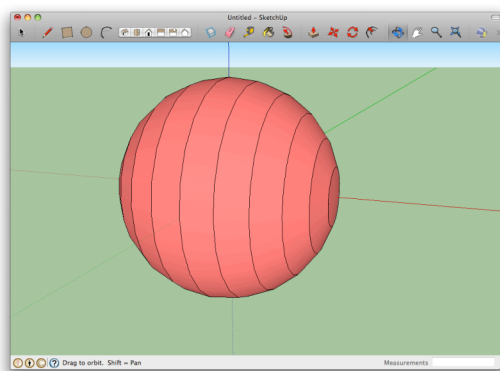 Untitled - SketchUp
Drag to orbit. Shift = Pan
Measurements